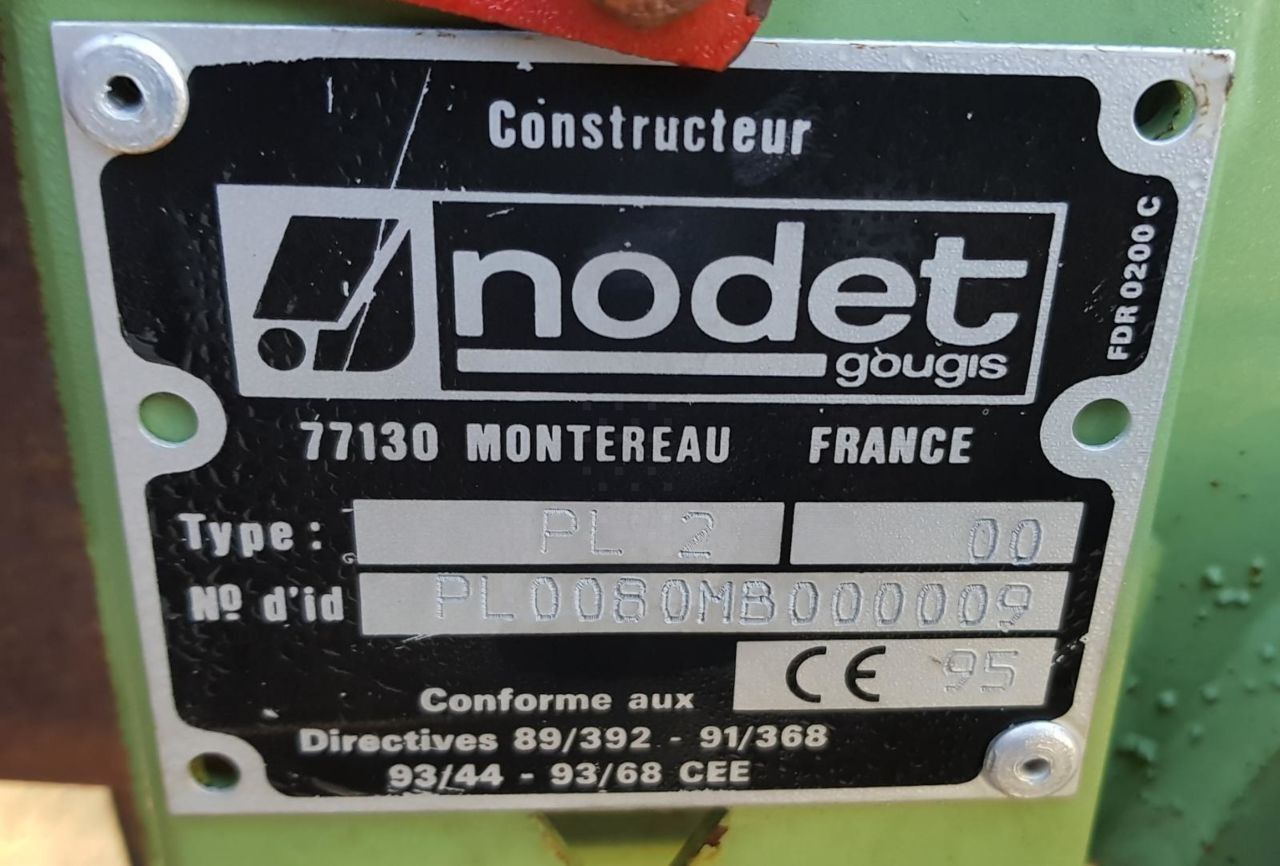 Constructeur
nodet
gougis
FDR 0200 C
77130 MONTEREAU FRANCE
Type : PL 2 00
Nº d'id PL0080MB000009
CE 95
Conforme aux
Directives 89/392 - 91/368
93/44 - 93/68 CEE